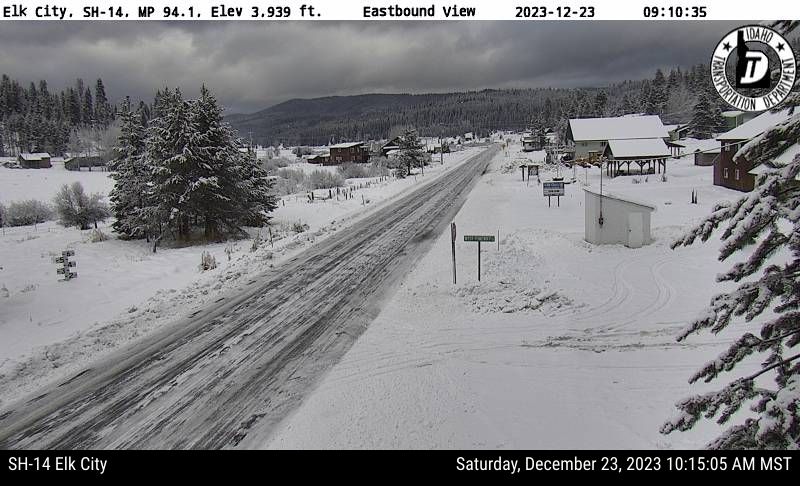 Elk City, SH-14, MP 94.1, Elev 3,939 ft. Eastbound View 2023-12-23 09:10:35
IDAHO
TRANSPORTATION DEPARTMENT
SH-14 Elk City Saturday, December 23, 2023 10:15:05 AM MST